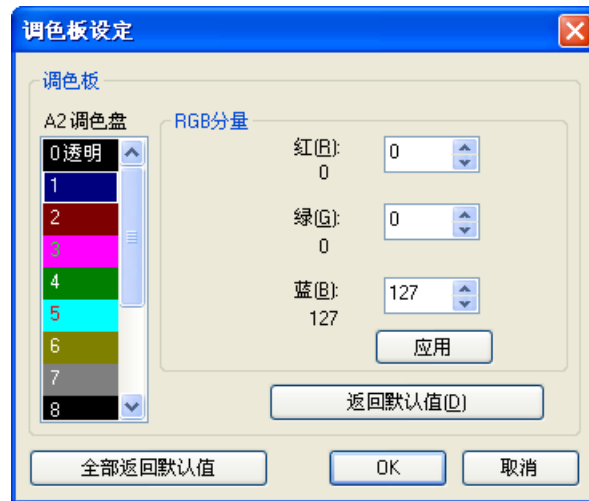 调色板设定
调色板
A2调色盘
0透明
1
2
3
4
5
6
7
8
RGB分量
红(R):
0
0
绿(G):
0
0
蓝(B):
127
127
应用
返回默认值(D)
全部返回默认值
OK
取消